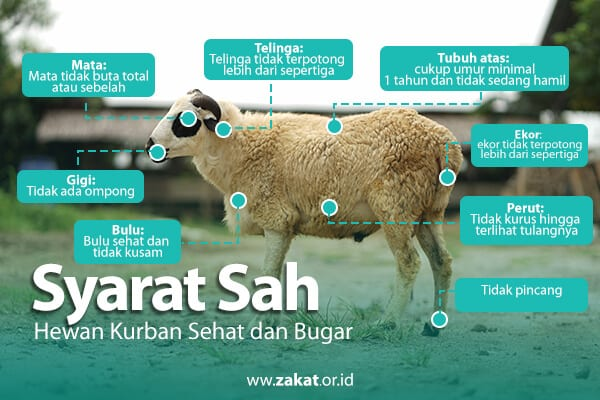 Mata:
Mata tidak buta total
atau sebelah
Telinga:
Telinga tidak terpotong
lebih dari sepertiga
Tubuh atas:
cukup umur minimal
1 tahun dan tidak sedang hamil
Ekor:
ekor tidak terpotong
lebih dari sepertiga
Gigi:
Tidak ada ompong
Bulu:
Bulu sehat dan
tidak kusam
Perut:
Tidak kurus hingga
terlihat tulangnya
Tidak pincang
Syarat Sah
Hewan Kurban Sehat dan Bugar
ww.zakat.or.id